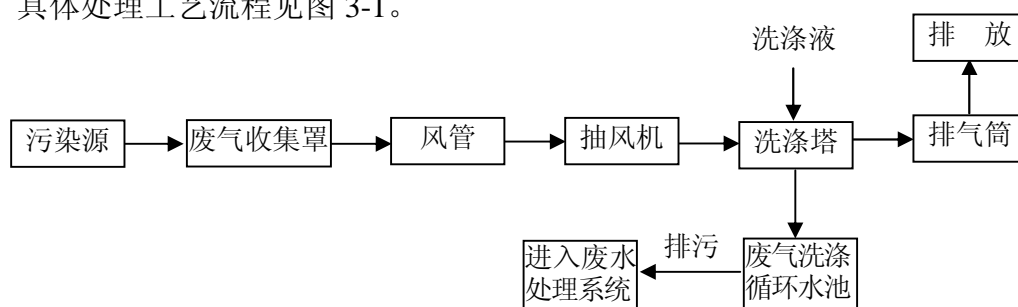 具体处理工艺流程见图 3-1。
洗涤液
排 放
污染源
废气收集罩
风管
抽风机
洗涤塔
排气筒
进入废水
处理系统
排污
废气洗涤
循环水池